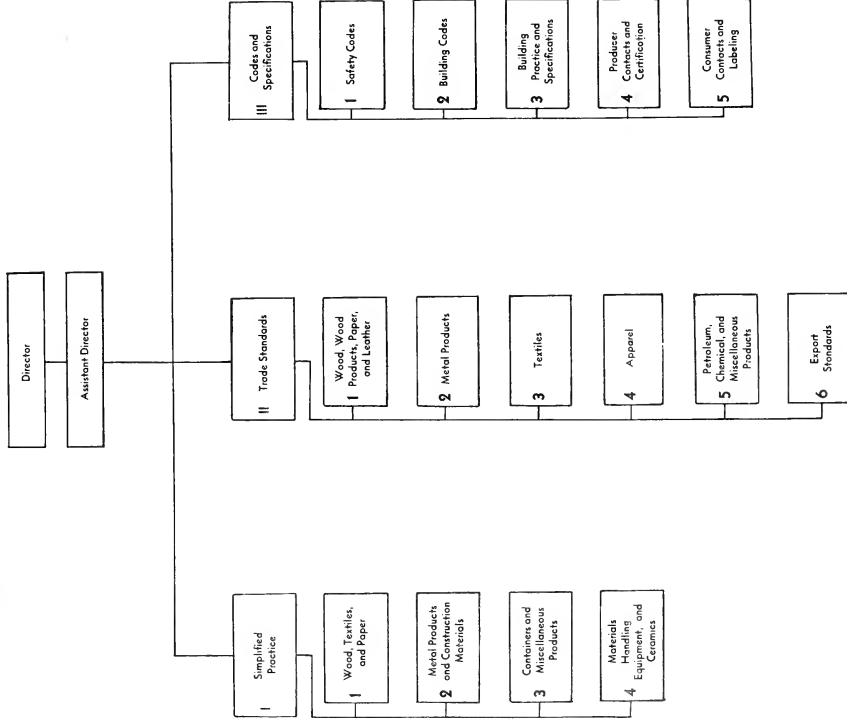 Director
Assistant Director
I
Simplified
Practice
1
Wood, Textiles,
and Paper
2
Metal Products
and Construction
Materials
3
Containers and
Miscellaneous
Products
4
Materials
Handling
Equipment, and
Ceramics
II Trade Standards
1
Wood, Wood
Products, Paper,
and Leather
2 Metal Products
3
Textiles
4
Apparel
5
Petroleum,
Chemical, and
Miscellaneous
Products
6
Export
Standards
III
Codes and
Specifications
1 Safety Codes
2 Building Codes
3
Building
Practice and
Specifications
4
Producer
Contacts and
Certification
5
Consumer
Contacts and
Labeling